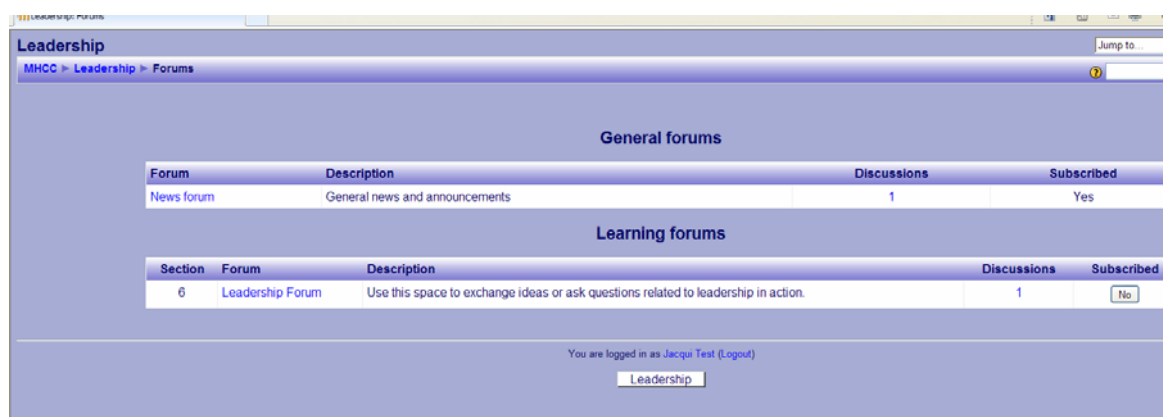 Leadership: Forums
Leadership
Jump to...
MHCC ► Leadership ► Forums
General forums
Forum Description Discussions Subscribed
News forum General news and announcements 1 Yes
Learning forums
Section Forum Description Discussions Subscribed
6 Leadership Forum Use this space to exchange ideas or ask questions related to leadership in action. 1 No
You are logged in as Jacqui Test (Logout)
Leadership